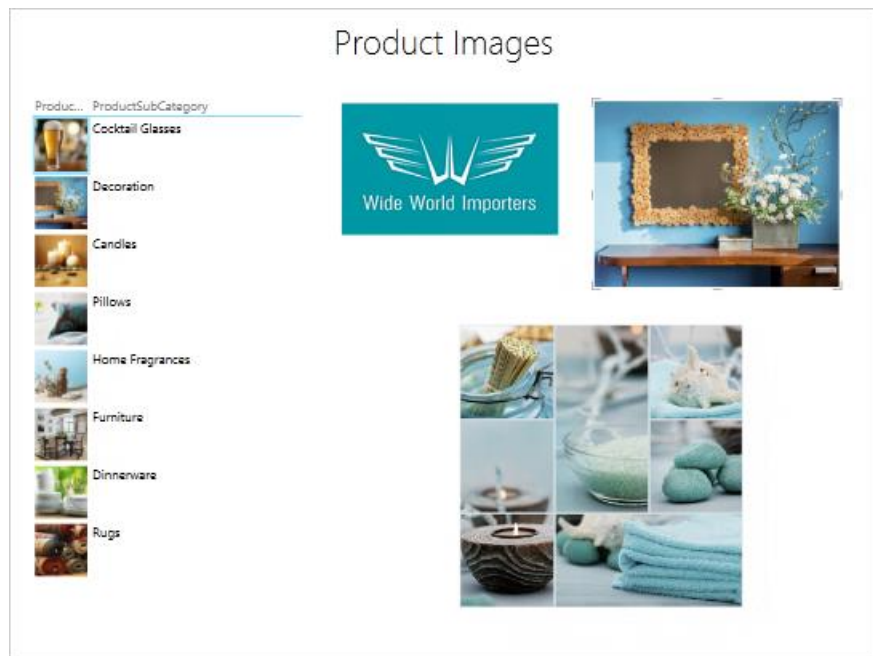 Product Images
Produc... ProductSubCategory
Cocktail Glasses
Decoration
Candles
Pillows
Home Fragrances
Furniture
Dinnerware
Rugs
Wide World Importers